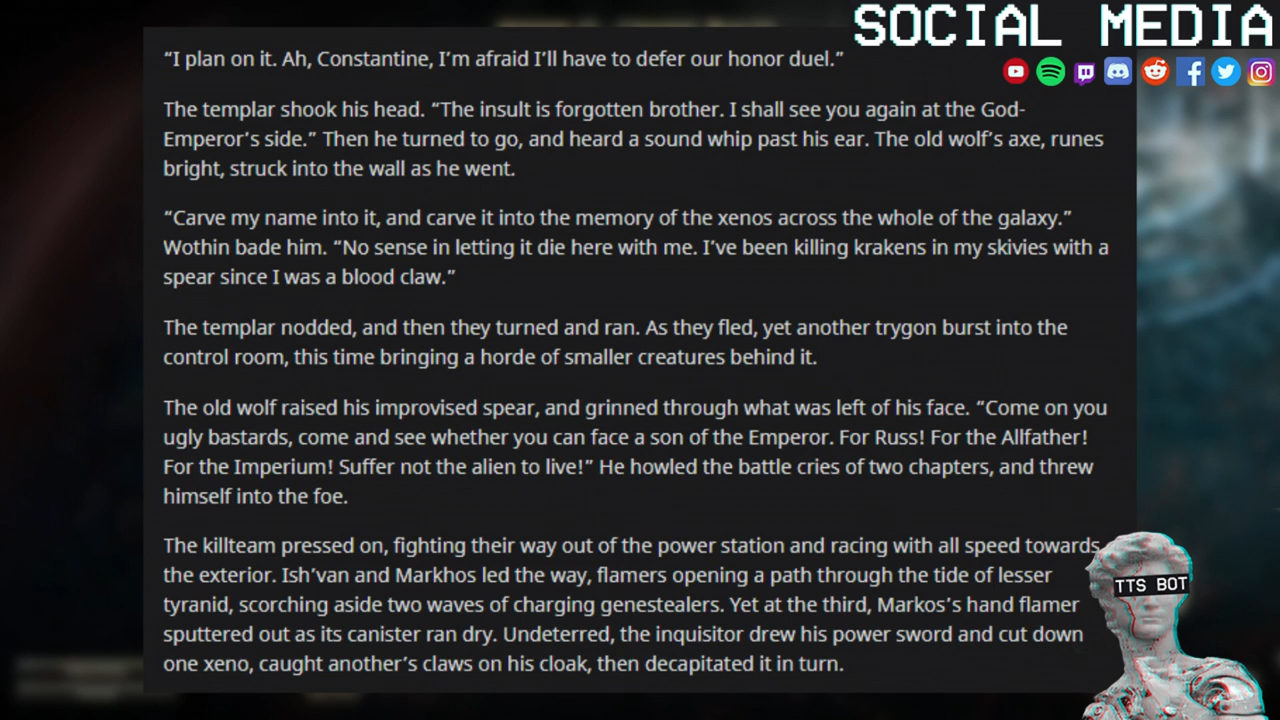 SOCIAL MEDIA
“I plan on it. Ah, Constantine, I’m afraid I’ll have to defer our honor duel.”
The templar shook his head. “The insult is forgotten brother. I shall see you again at the God-
Emperor’s side.” Then he turned to go, and heard a sound whip past his ear. The old wolf’s axe, runes
bright, struck into the wall as he went.
“Carve my name into it, and carve it into the memory of the xenos across the whole of the galaxy.”
Wothin bade him. “No sense in letting it die here with me. I’ve been killing krakens in my skivies with a
spear since I was a blood claw.”
The templar nodded, and then they turned and ran. As they fled, yet another trygon burst into the
control room, this time bringing a horde of smaller creatures behind it.
The old wolf raised his improvised spear, and grinned through what was left of his face. “Come on you
ugly bastards, come and see whether you can face a son of the Emperor. For Russ! For the Allfather!
For the Imperium! Suffer not the alien to live!” He howled the battle cries of two chapters, and threw
himself into the foe.
The killteam pressed on, fighting their way out of the power station and racing with all speed towards
the exterior. Ish’van and Markhos led the way, flamers opening a path through the tide of lesser
tyranid, scorching aside two waves of charging genestealers. Yet at the third, Markos’s hand flamer
sputtered out as its canister ran dry. Undeterred, the inquisitor drew his power sword and cut down
one xeno, caught another’s claws on his cloak, then decapitated it in turn.
TTS BOT